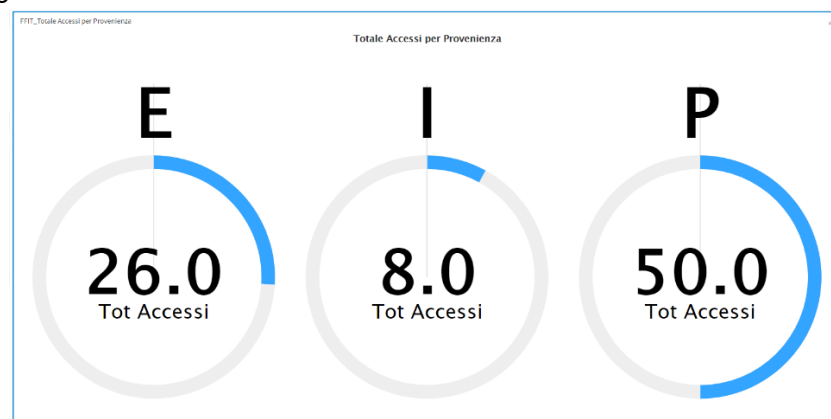 FFIT_Totale Accessi per Provenienza
Totale Accessi per Provenienza
E
I
P
26.0
Tot Accessi
8.0
Tot Accessi
50.0
Tot Accessi